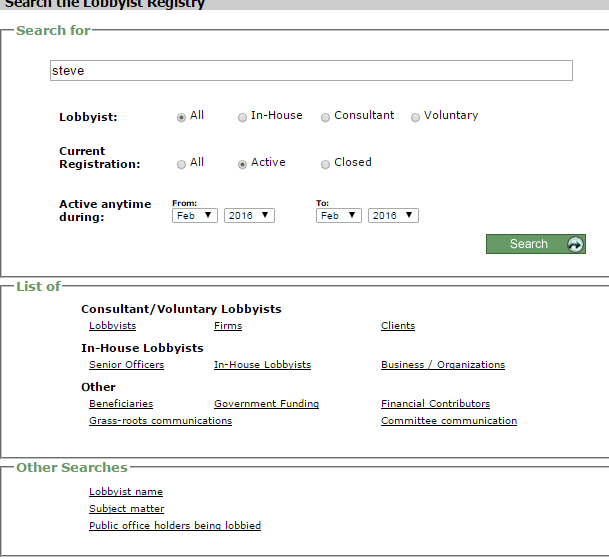 Search the Lobbyist Registry
Search for
steve
Lobbyist: All In-House Consultant Voluntary
Current
Registration: All Active Closed
Active anytime during: From: Feb 2016 To: Feb 2016
Search
List of
Consultant/Voluntary Lobbyists
Lobbyists Firms Clients
In-House Lobbyists
Senior Officers In-House Lobbyists Business / Organizations
Other
Beneficiaries Government Funding Financial Contributors
Grass-roots communications Committee communication
Other Searches
Lobbyist name
Subject matter
Public office holders being lobbied